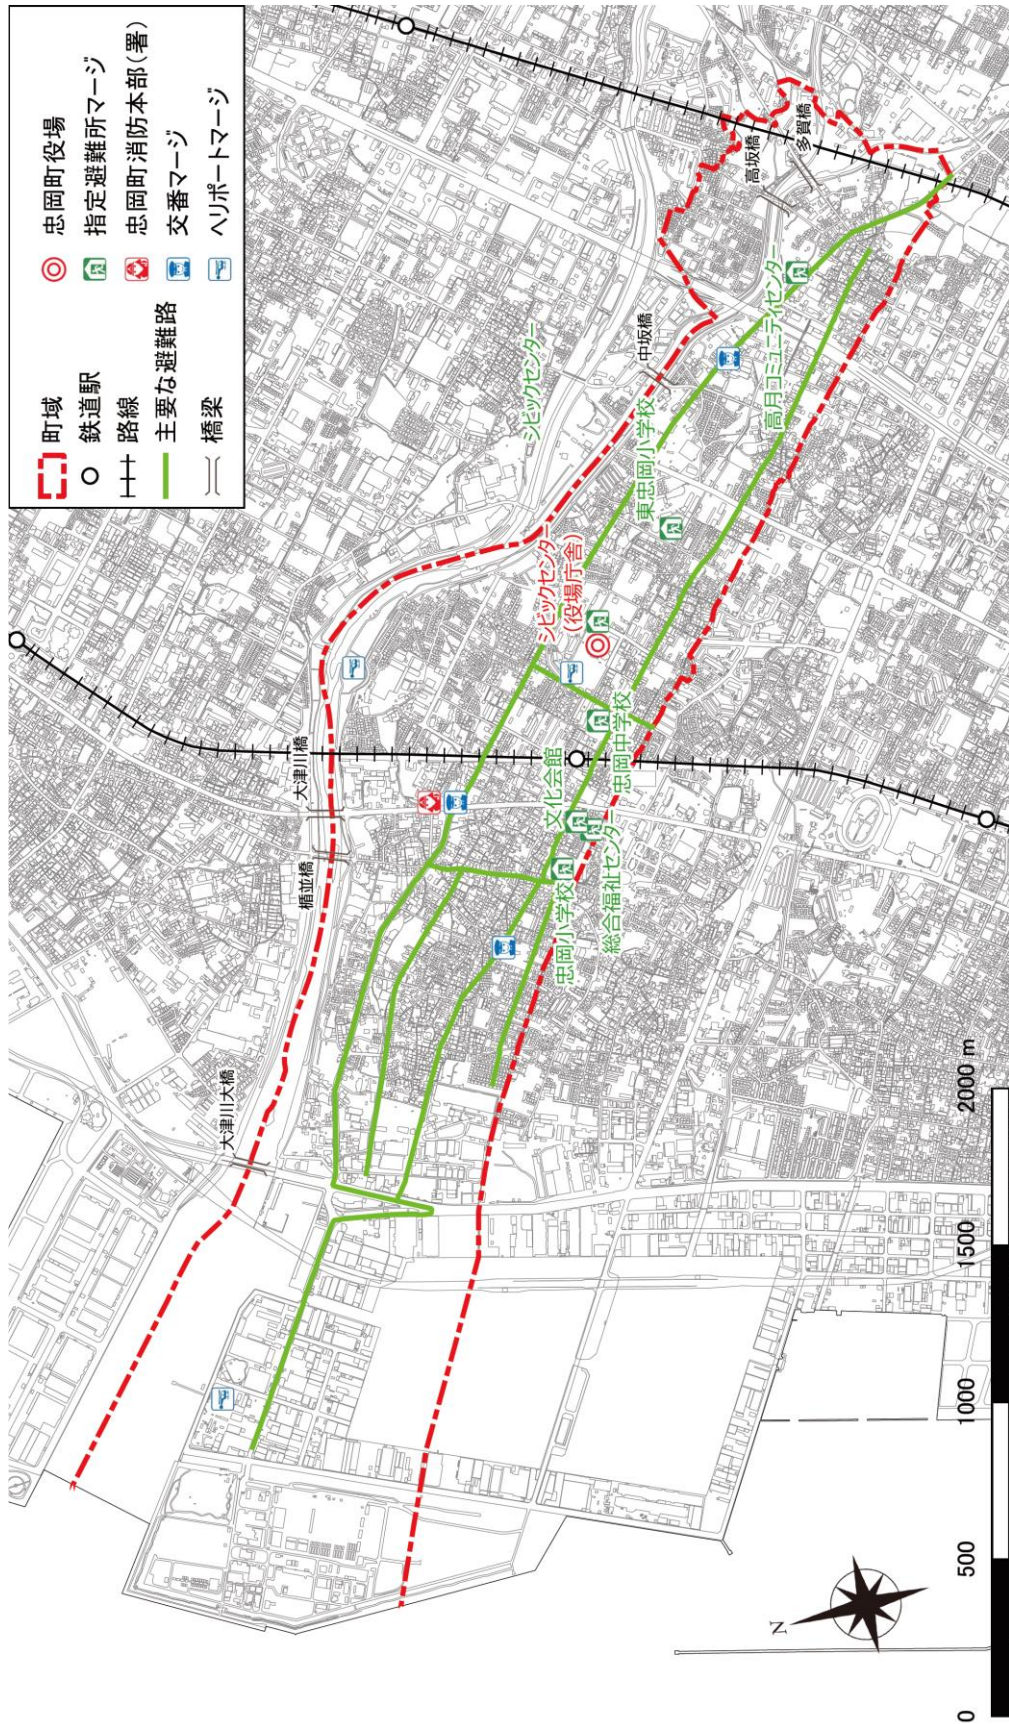 町域
鉄道駅
路線
主要な避難路
橋梁
忠岡町役場
指定避難所マージ
忠岡町消防本部(署)
交番マージ
ヘリポートマージ
大津川大橋
楯並橋
大津川橋
シビックセンター
中坂橋
高坂橋
多賀橋
シビックセンター
(役場庁舎)
東忠岡小学校
高月コミュニティセンター
文化会館
忠岡中学校
忠岡小学校
総合福祉センター
N
0
500
1000
1500
2000 m